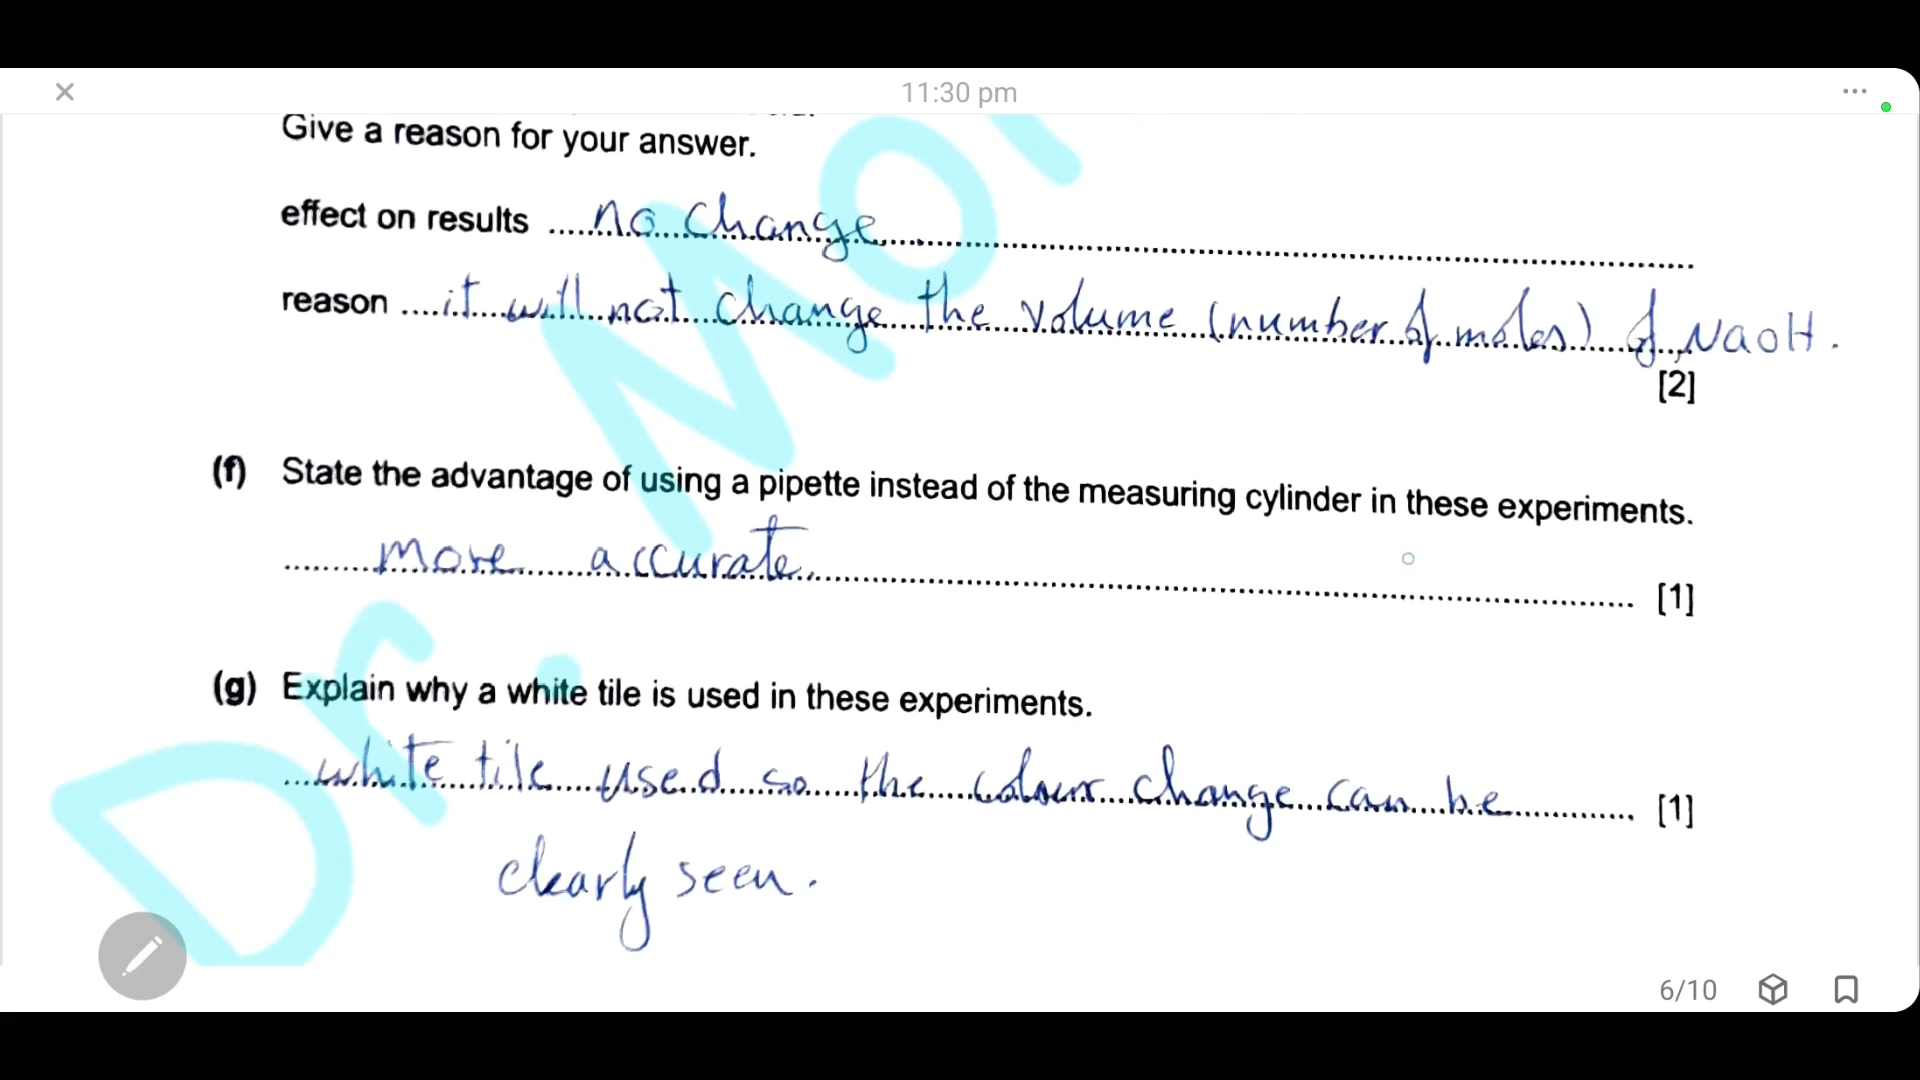 11:30 pm
Give a reason for your answer.
effect on results no change
reason it will not change the volume (number of moles) of NaOH.
[2]
(f) State the advantage of using a pipette instead of the measuring cylinder in these experiments.
more accurate. [1]
(g) Explain why a white tile is used in these experiments.
white tile used so the colour change can be [1]
clearly seen.
Dr. Mor
6/10